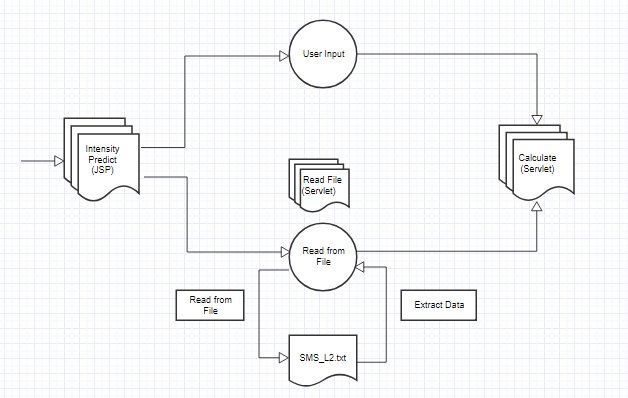 User Input
Intensity
Predict
(JSP)
Calculate
(Servlet)
Read File
(Servlet)
Read from
File
Read from
File
Extract Data
SMS_L2.txt